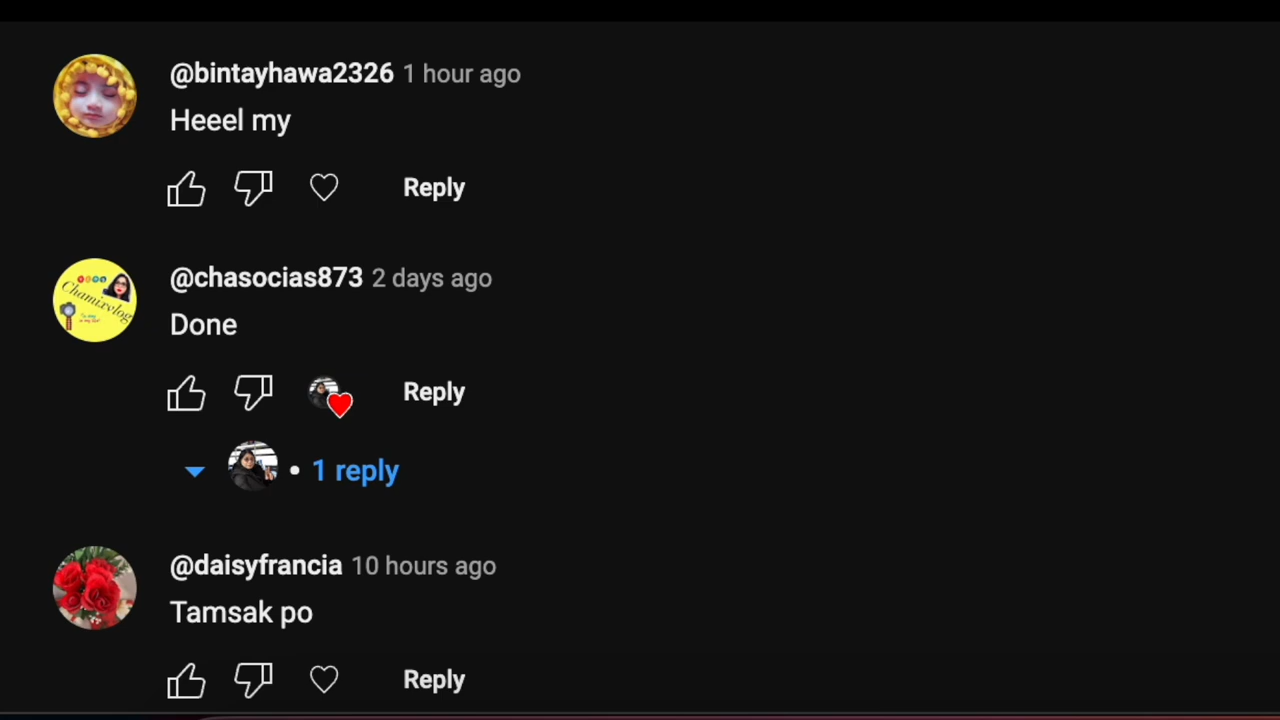 @bintayhawa2326 1 hour ago
Heeel my
Reply
@chasocias873 2 days ago
Chamixvlog
Done
Reply
• 1 reply
@daisyfrancia 10 hours ago
Tamsak po
Reply